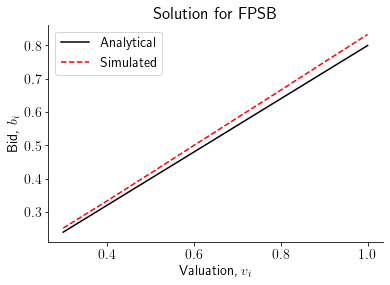 Solution for FPSB
Analytical
Simulated
Bid, b_i
0.8
0.7
0.6
0.5
0.4
0.3
0.4
0.6
0.8
1.0
Valuation, v_i